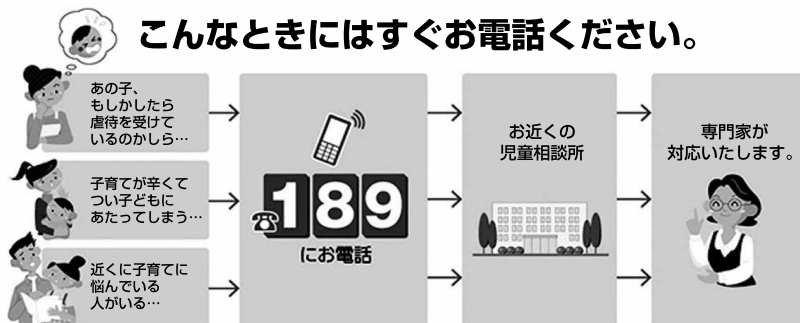 こんなときにはすぐお電話ください。
あの子、
もしかしたら
虐待を受けて
いるのかしら…
子育てが辛くて
つい子どもに
あたってしまう…
近くに子育てに
悩んでいる
人がいる…
189
にお電話
お近くの
児童相談所
専門家が
対応いたします。